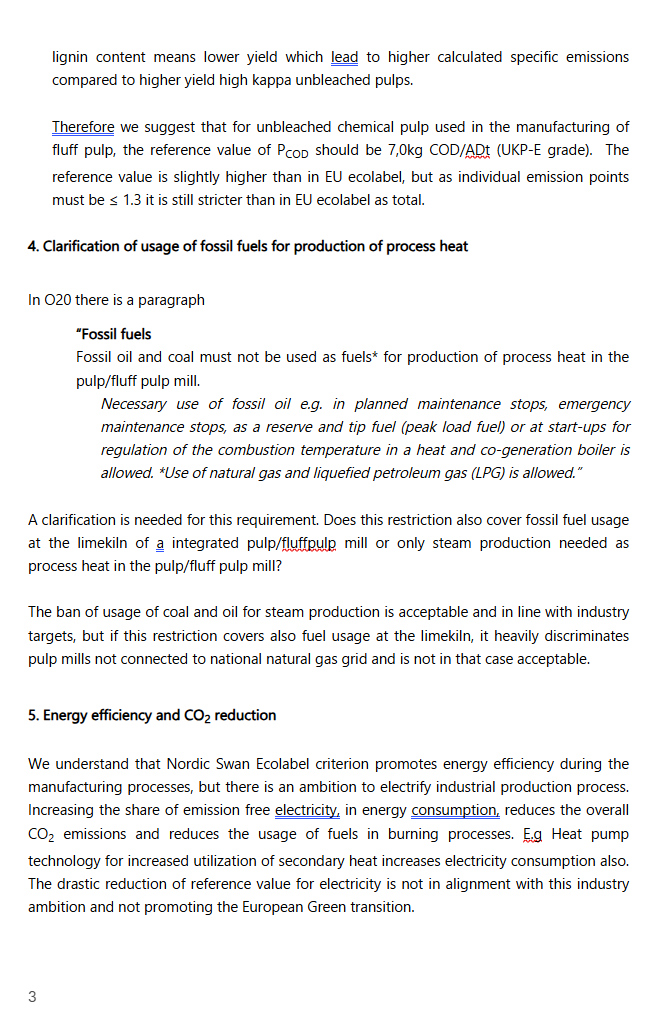 lignin content means lower yield which lead to higher calculated specific emissions
compared to higher yield high kappa unbleached pulps.
Therefore we suggest that for unbleached chemical pulp used in the manufacturing of
fluff pulp, the reference value of PCOD should be 7,0kg COD/ADt (UKP-E grade). The
reference value is slightly higher than in EU ecolabel, but as individual emission points
must be ≤ 1.3 it is still stricter than in EU ecolabel as total.
4. Clarification of usage of fossil fuels for production of process heat
In O20 there is a paragraph
“Fossil fuels
Fossil oil and coal must not be used as fuels* for production of process heat in the
pulp/fluff pulp mill.
Necessary use of fossil oil e.g. in planned maintenance stops, emergency
maintenance stops, as a reserve and tip fuel (peak load fuel) or at start-ups for
regulation of the combustion temperature in a heat and co-generation boiler is
allowed. *Use of natural gas and liquefied petroleum gas (LPG) is allowed.”
A clarification is needed for this requirement. Does this restriction also cover fossil fuel usage
at the limekiln of a integrated pulp/fluffpulp mill or only steam production needed as
process heat in the pulp/fluff pulp mill?
The ban of usage of coal and oil for steam production is acceptable and in line with industry
targets, but if this restriction covers also fuel usage at the limekiln, it heavily discriminates
pulp mills not connected to national natural gas grid and is not in that case acceptable.
5. Energy efficiency and CO₂ reduction
We understand that Nordic Swan Ecolabel criterion promotes energy efficiency during the
manufacturing processes, but there is an ambition to electrify industrial production process.
Increasing the share of emission free electricity, in energy consumption, reduces the overall
CO₂ emissions and reduces the usage of fuels in burning processes. E.g Heat pump
technology for increased utilization of secondary heat increases electricity consumption also.
The drastic reduction of reference value for electricity is not in alignment with this industry
ambition and not promoting the European Green transition.
3